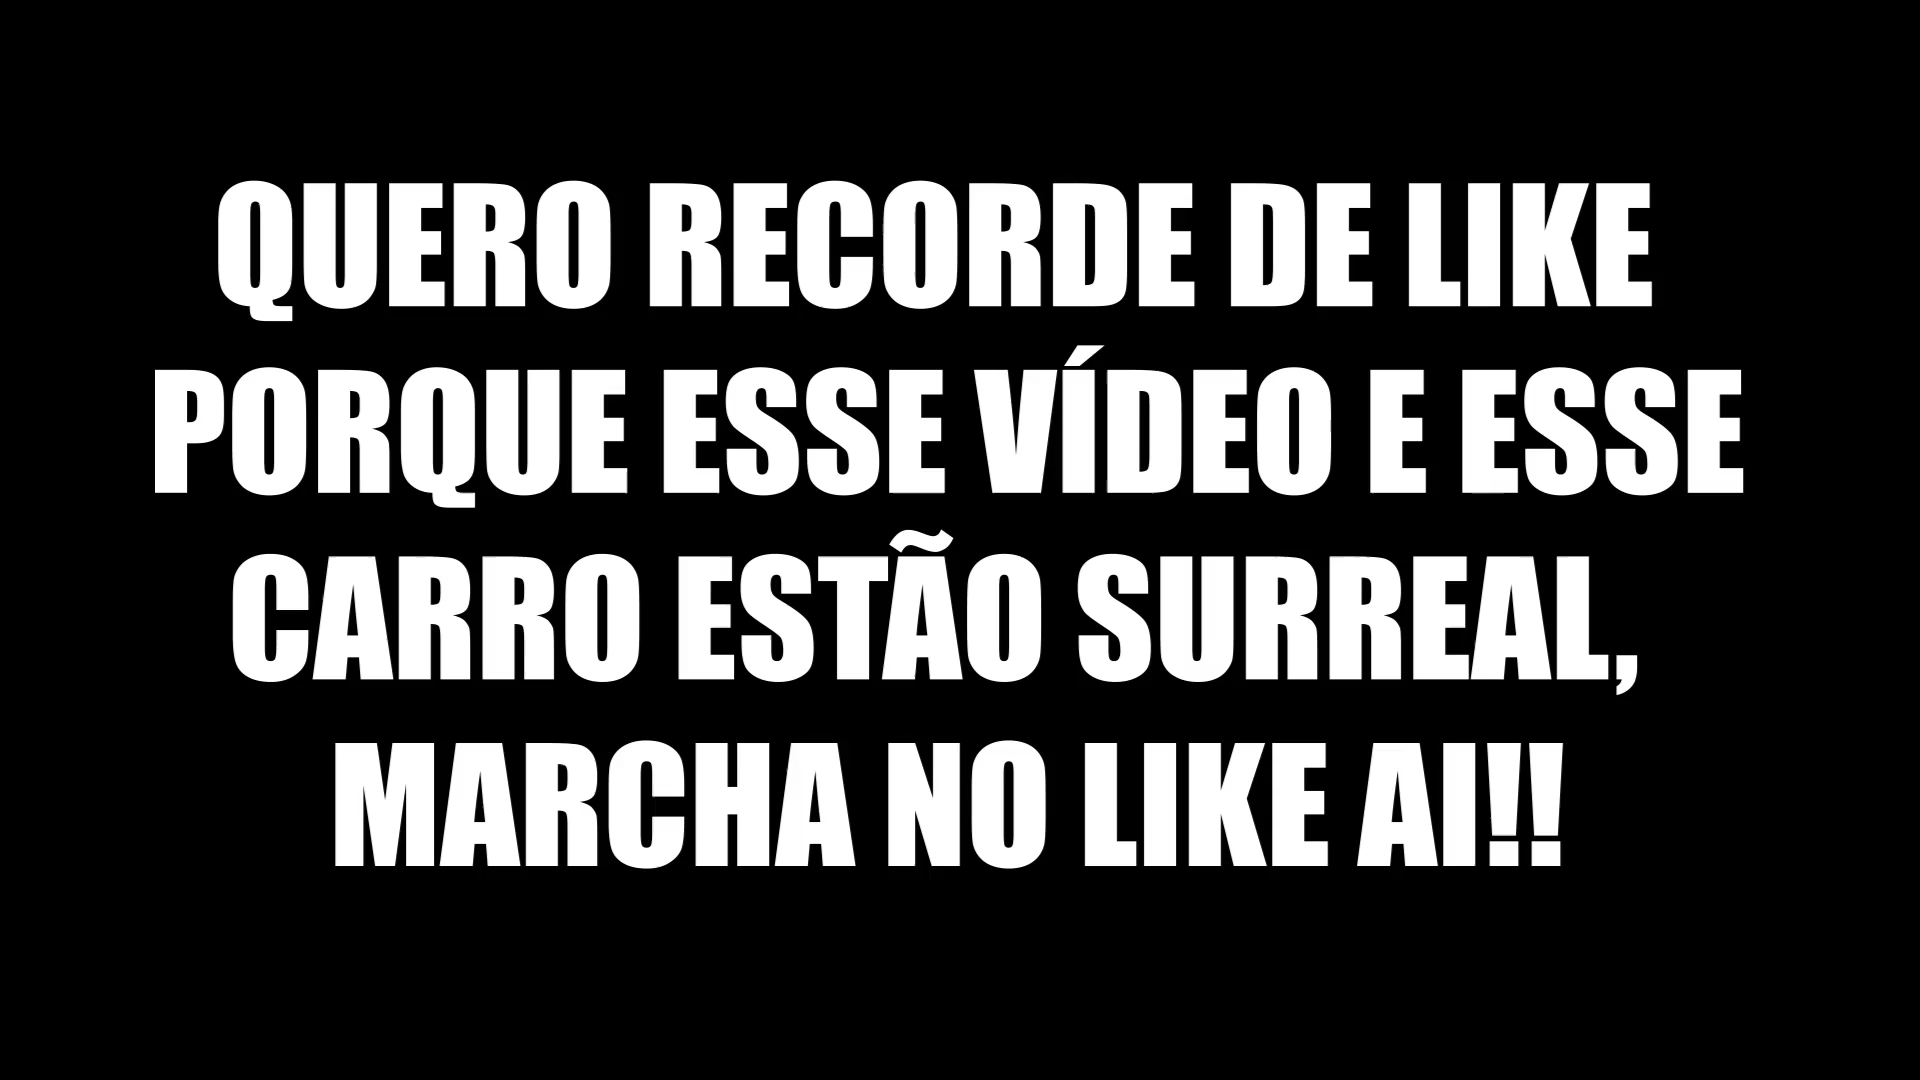 QUERO RECORDE DE LIKE
PORQUE ESSE VÍDEO E ESSE
CARRO ESTÃO SURREAL,
MARCHA NO LIKE AI!!